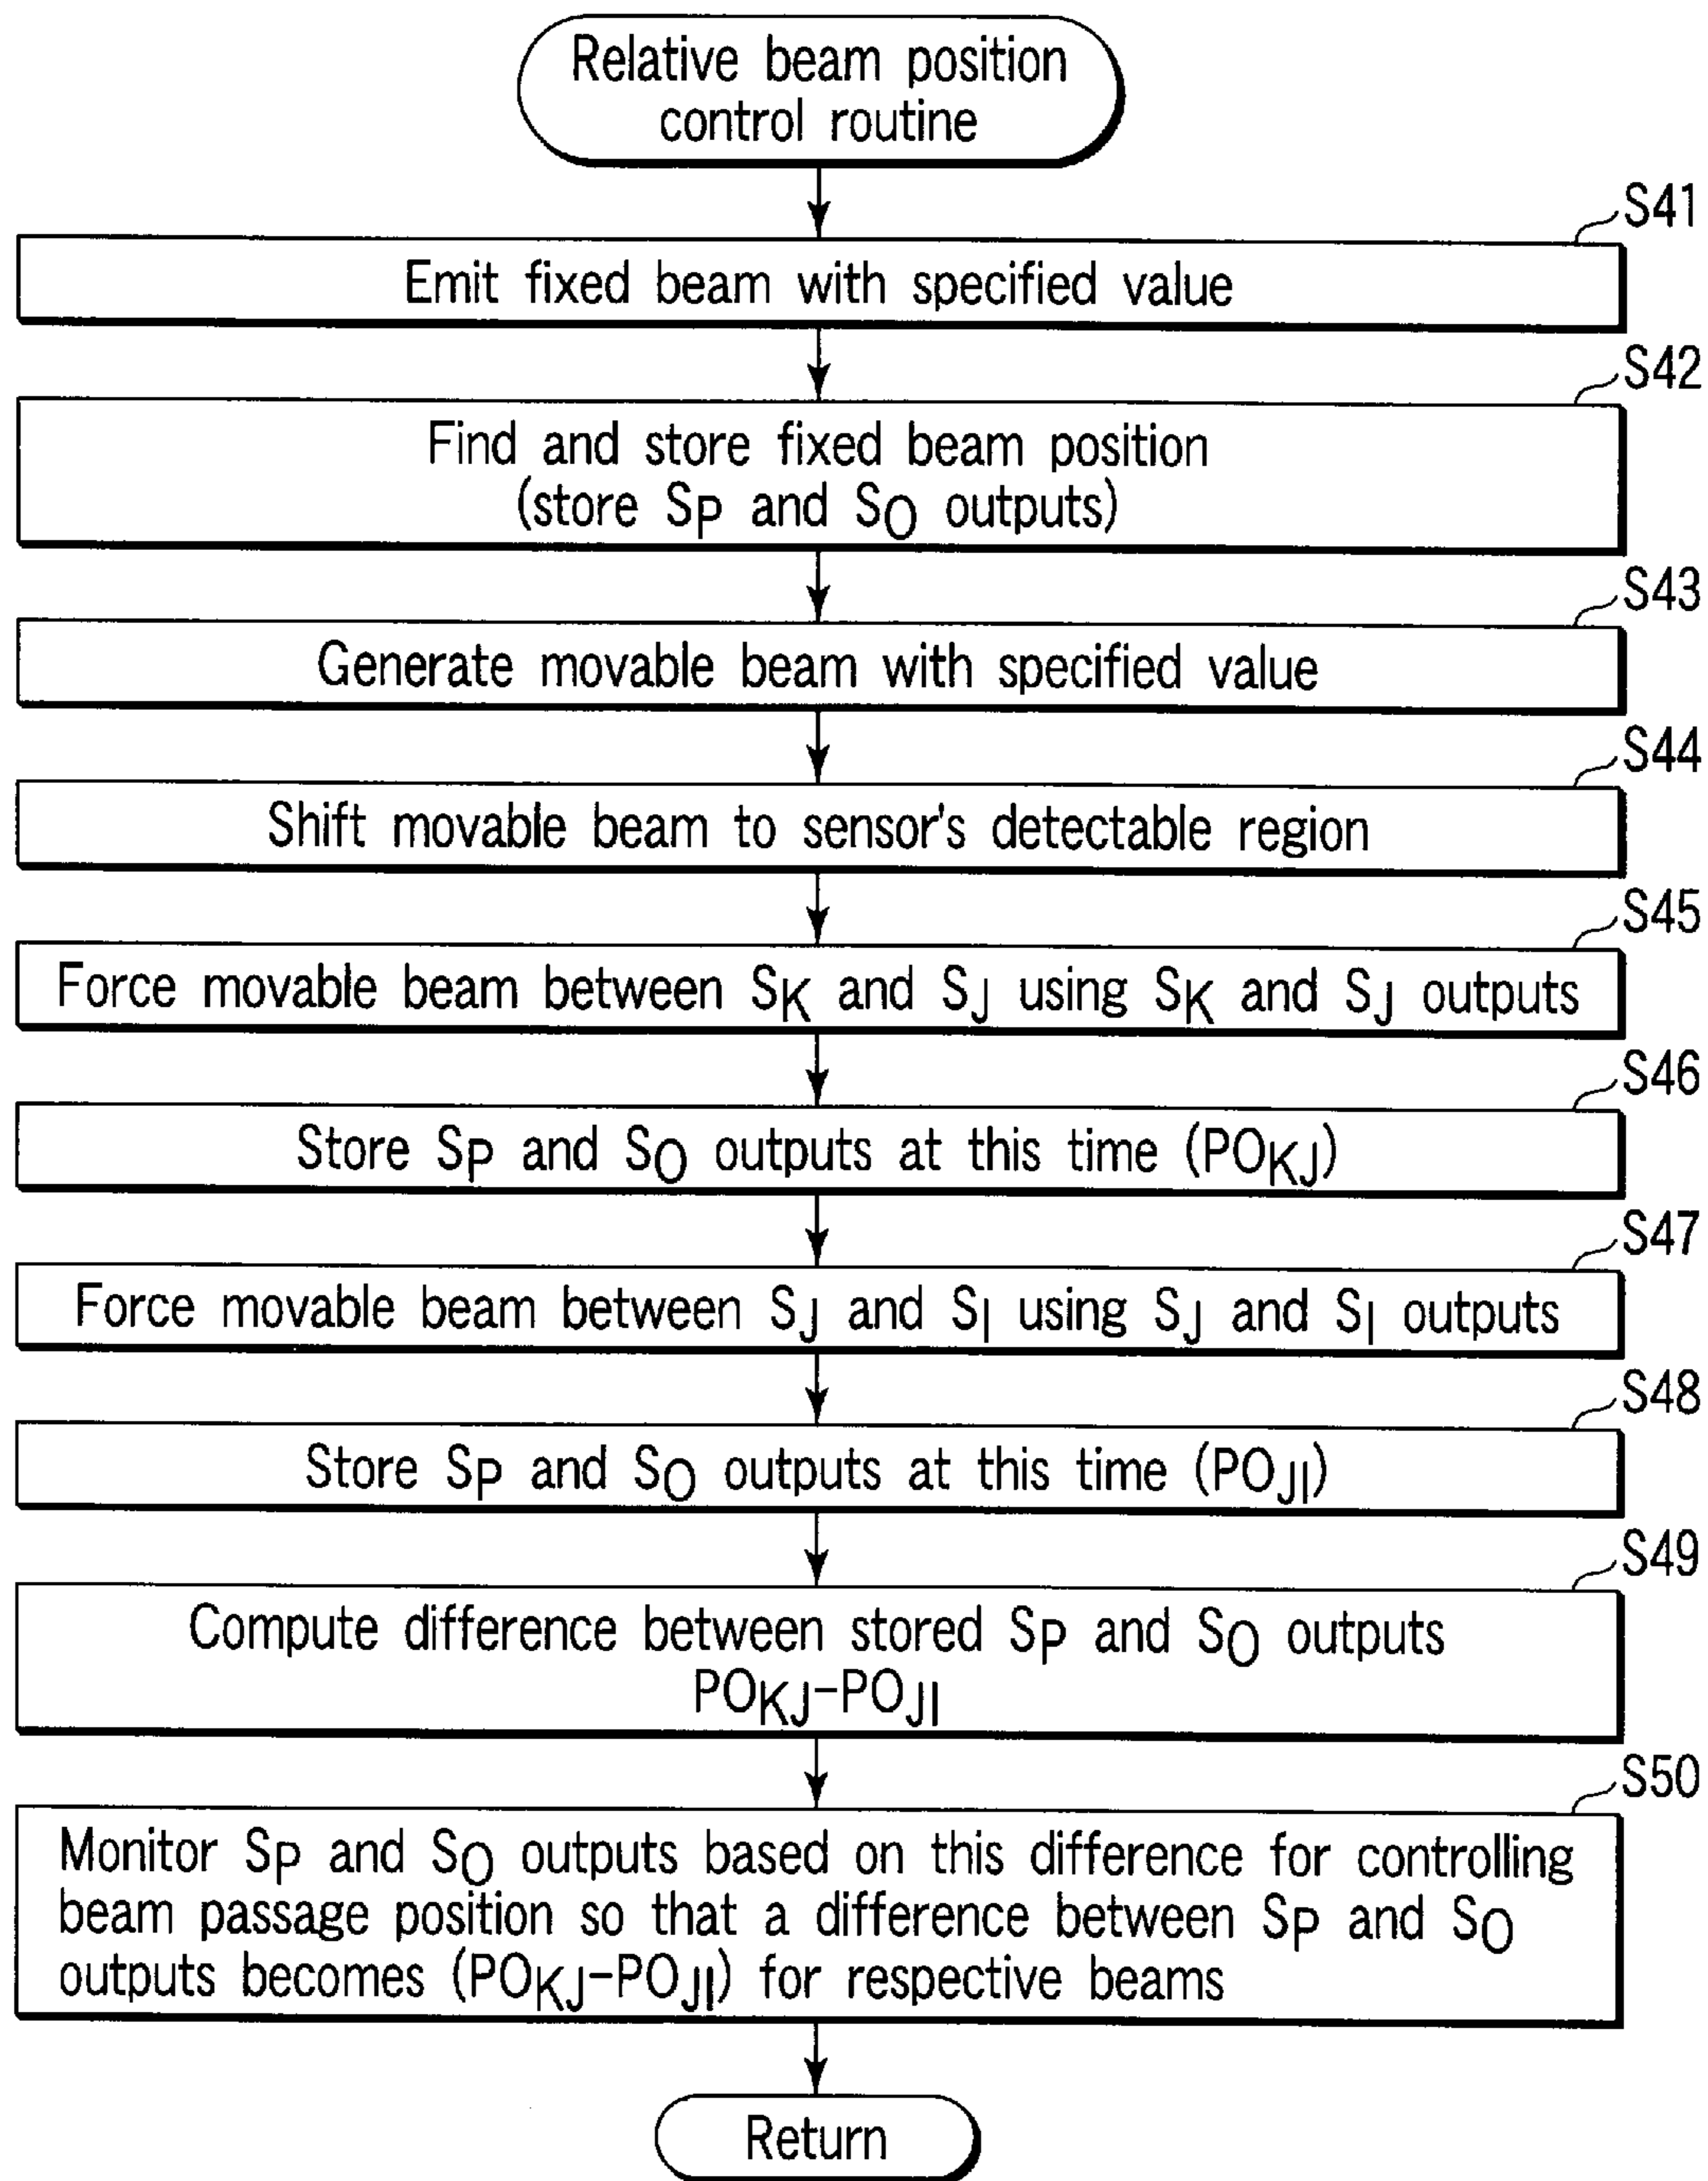 Relative beam position
control routine
S41
Emit fixed beam with specified value
S42
Find and store fixed beam position
(store SP and SO outputs)
S43
Generate movable beam with specified value
S44
Shift movable beam to sensor's detectable region
S45
Force movable beam between SK and SJ using SK and SJ outputs
S46
Store SP and SO outputs at this time (POKJ)
S47
Force movable beam between SJ and SI using SJ and SI outputs
S48
Store SP and SO outputs at this time (POJI)
S49
Compute difference between stored SP and SO outputs
POKJ-POJI
S50
Monitor SP and SO outputs based on this difference for controlling
beam passage position so that a difference between SP and SO
outputs becomes (POKJ-POJI) for respective beams
Return